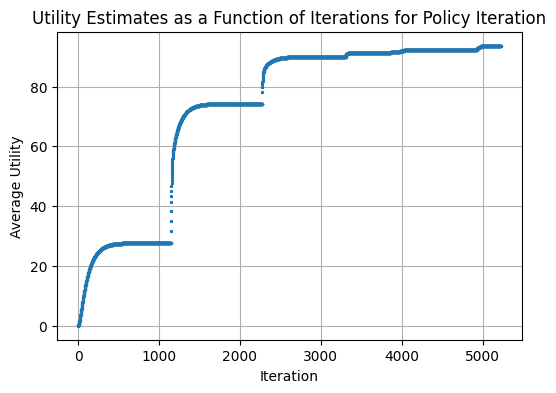 Utility Estimates as a Function of Iterations for Policy Iteration
80
60
40
20
0
Average Utility
0 1000 2000 3000 4000 5000
Iteration